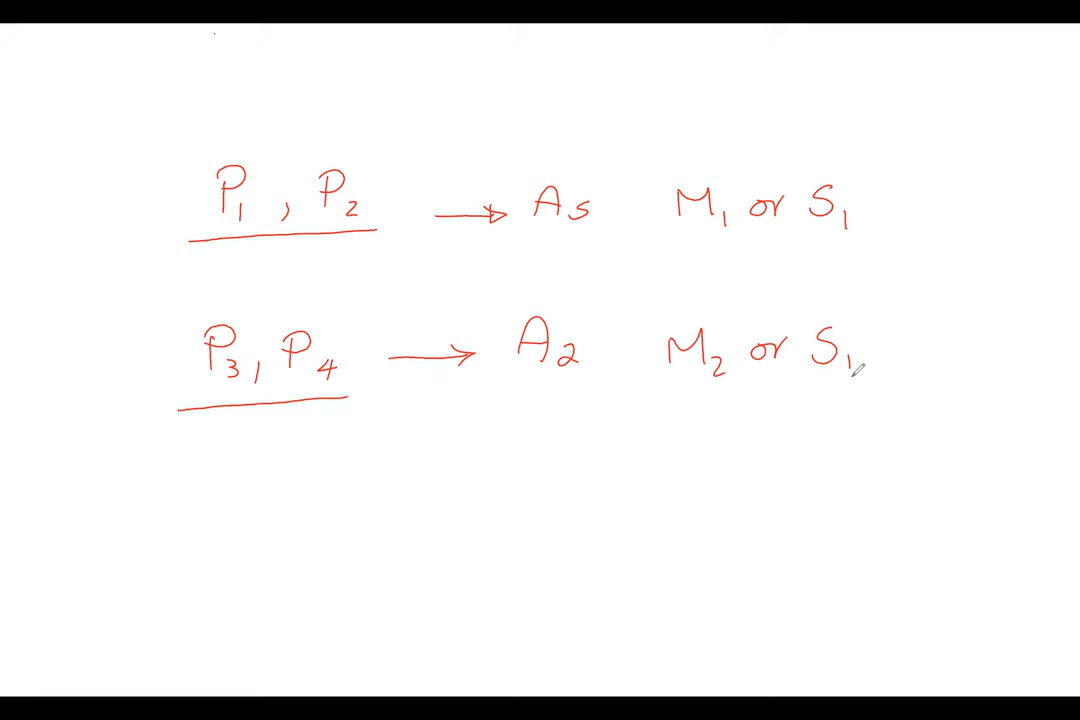 P₁ , P₂ → As M₁ or S₁
P₃, P₄ → A₂ M₂ or S₁